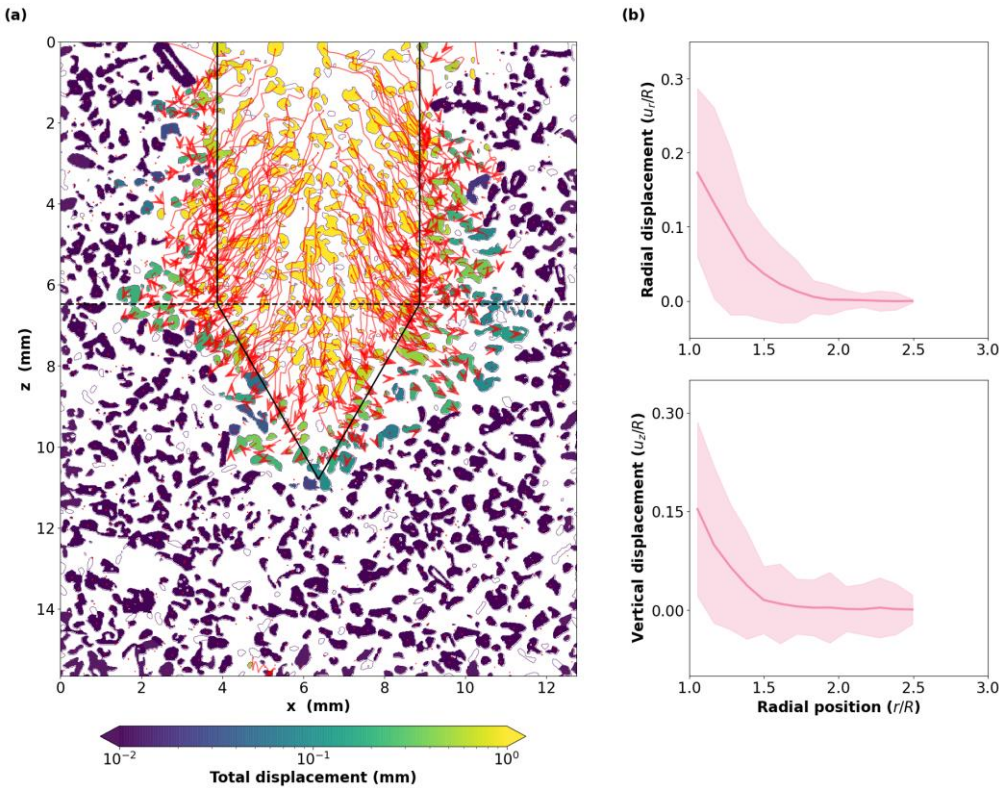 (a)
0
2
4
6
8
10
12
14
z (mm)
0 2 4 6 8 10 12
x (mm)
10⁻² 10⁻¹ 10⁰
Total displacement (mm)
(b)
0.3
0.2
0.1
0.0
Radial displacement (uᵣ/R)
1.0 1.5 2.0 2.5 3.0
0.30
0.15
0.00
Vertical displacement (u_z/R)
1.0 1.5 2.0 2.5 3.0
Radial position (r/R)